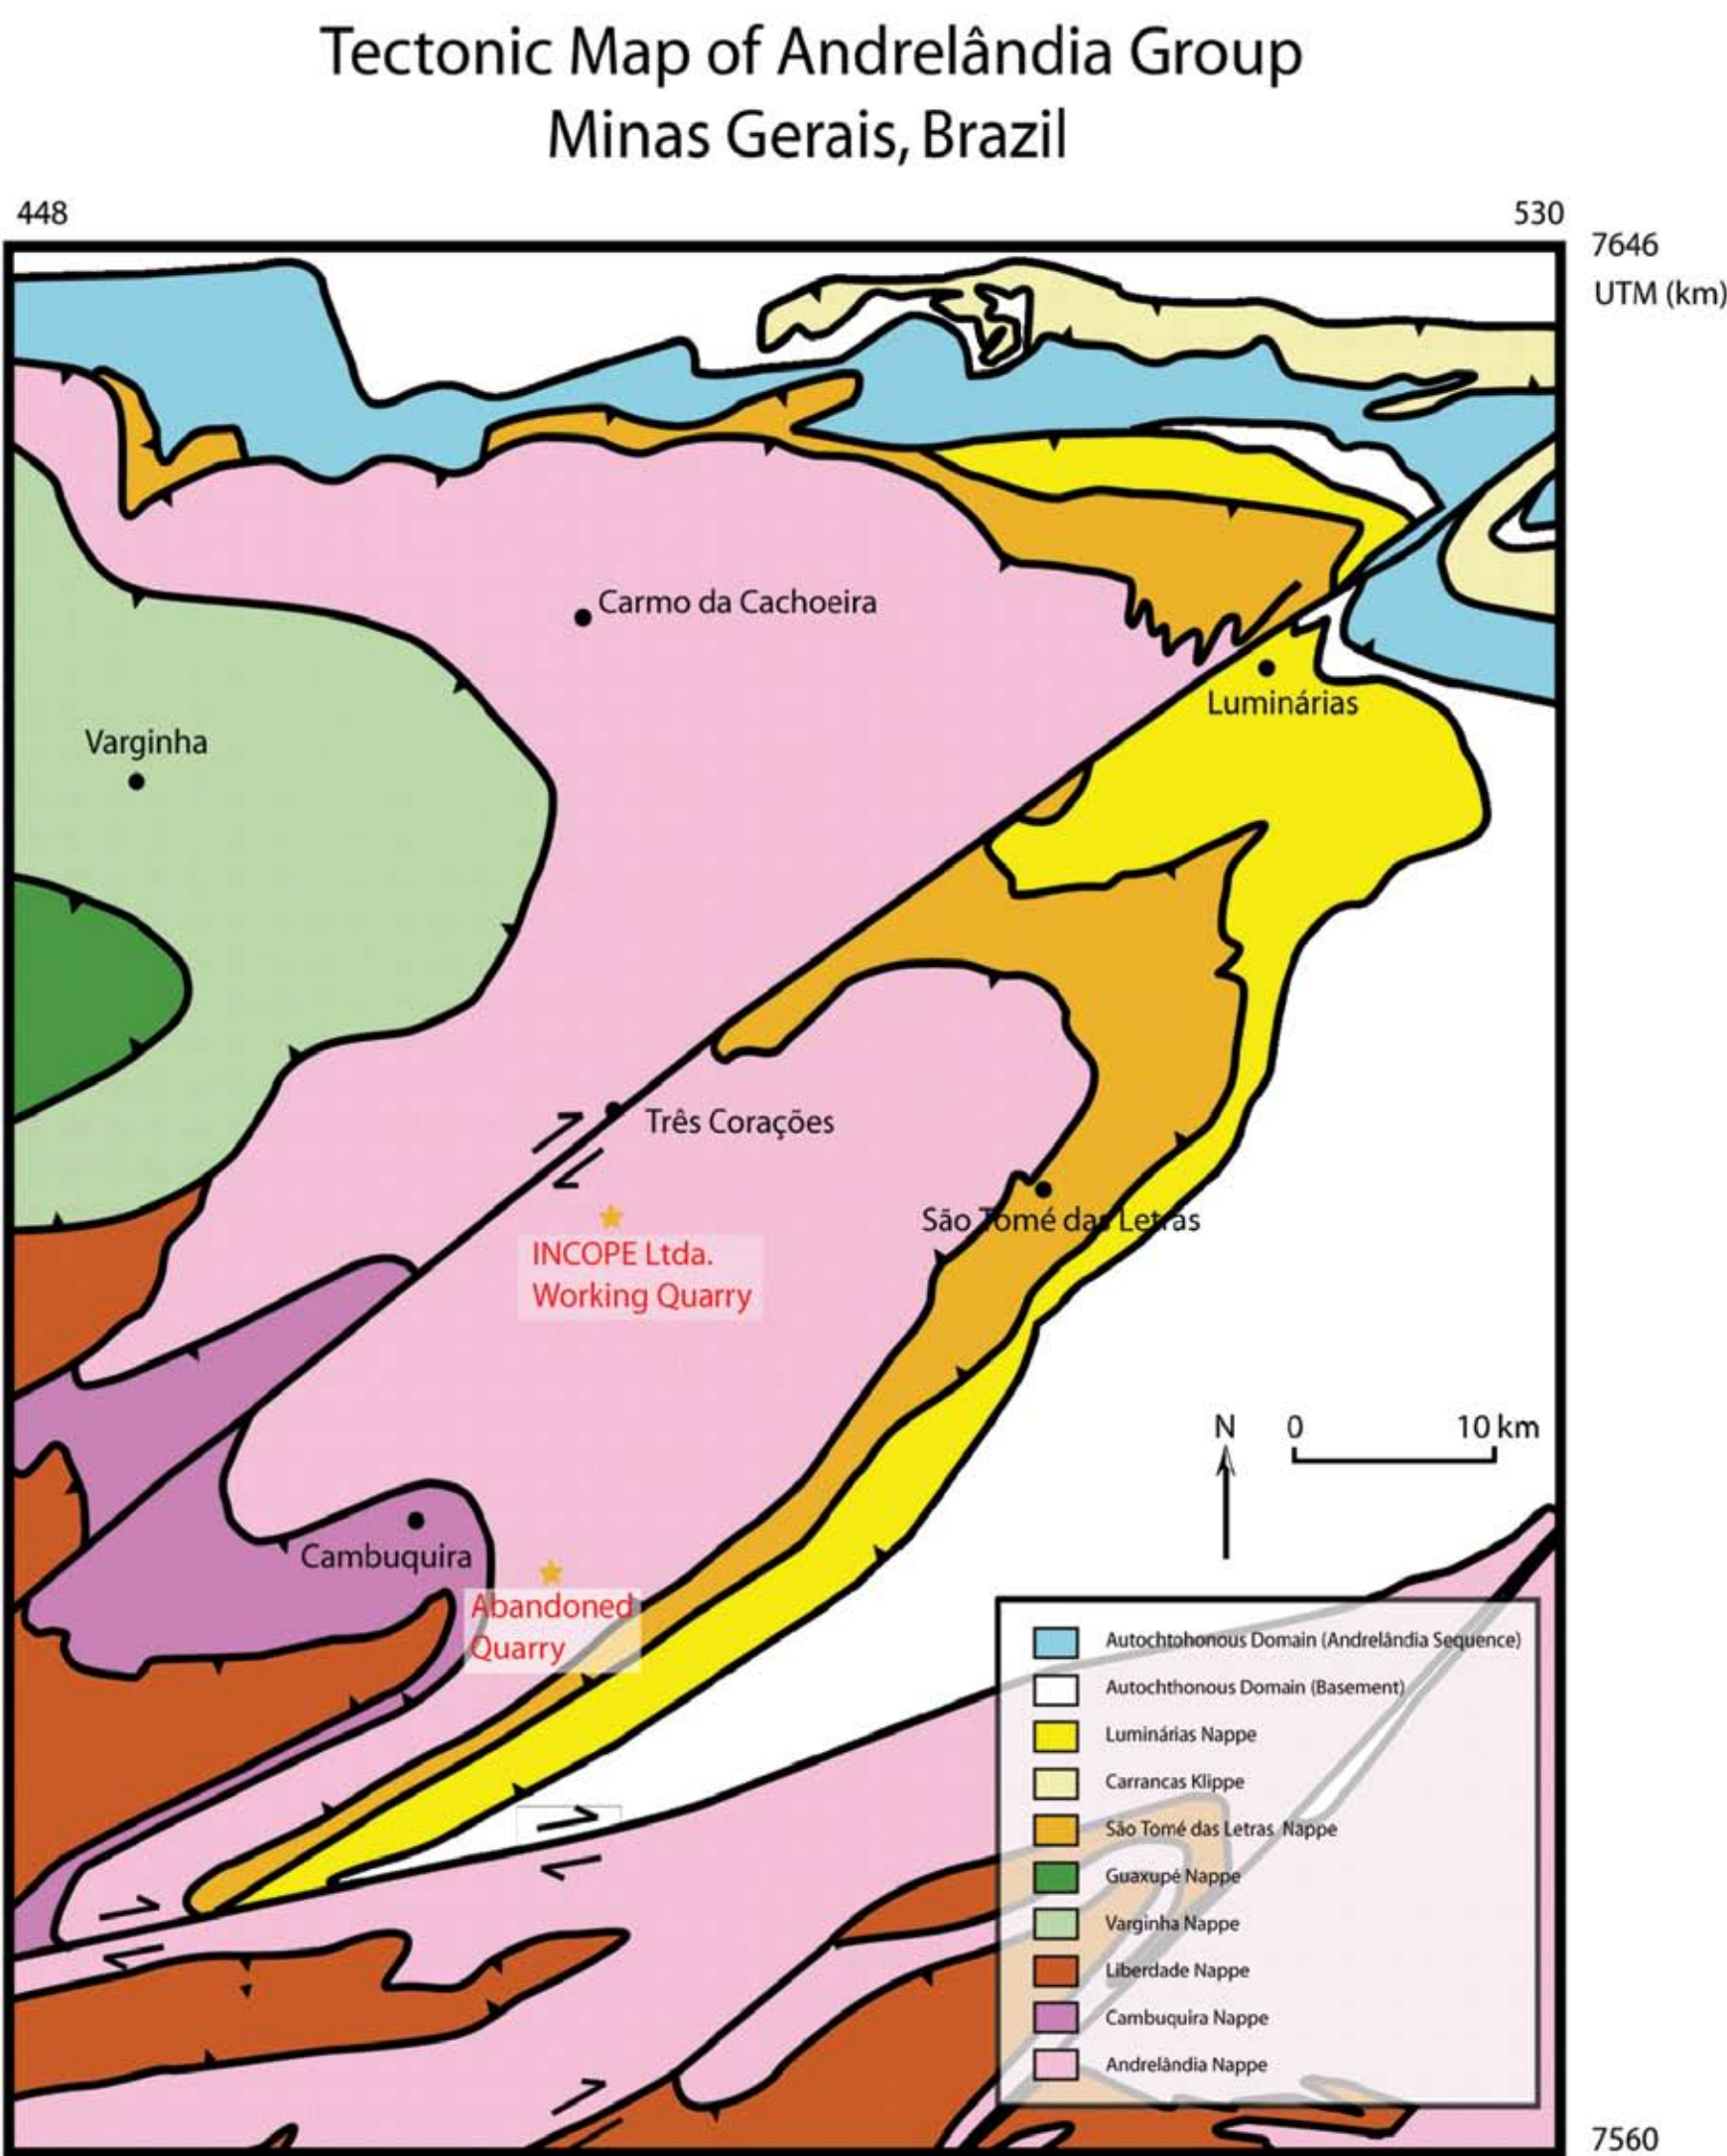 Tectonic Map of Andrelândia Group
Minas Gerais, Brazil
448
530
7646
UTM (km)
Carmo da Cachoeira
Luminárias
Varginha
Três Corações
São Tomé das Letras
INCOPE Ltda.
Working Quarry
N
0
10 km
Cambuquira
Abandoned
Quarry
Autochtohonous Domain (Andrelândia Sequence)
Autochthonous Domain (Basement)
Luminárias Nappe
Carrancas Klippe
São Tomé das Letras Nappe
Guaxupé Nappe
Varginha Nappe
Liberdade Nappe
Cambuquira Nappe
Andrelândia Nappe
7560